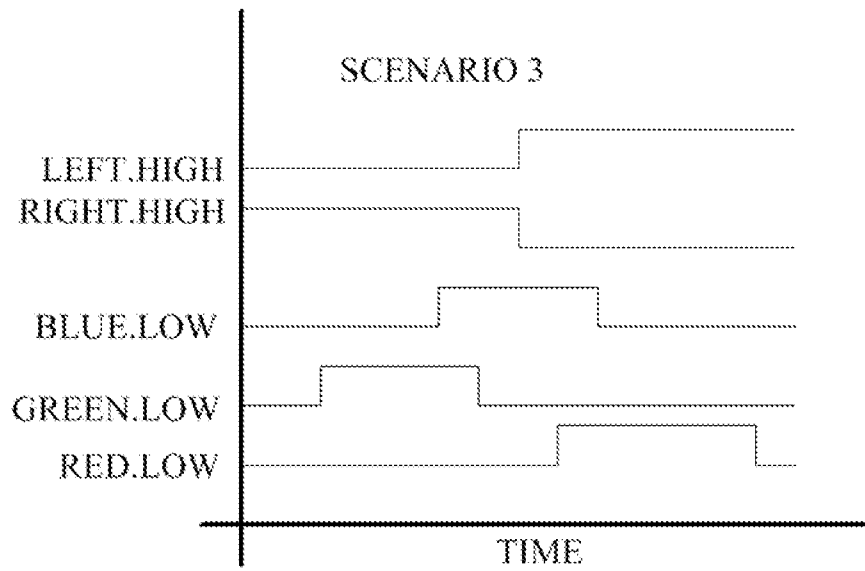 SCENARIO 3
LEFT.HIGH
RIGHT.HIGH
BLUE.LOW
GREEN.LOW
RED.LOW
TIME